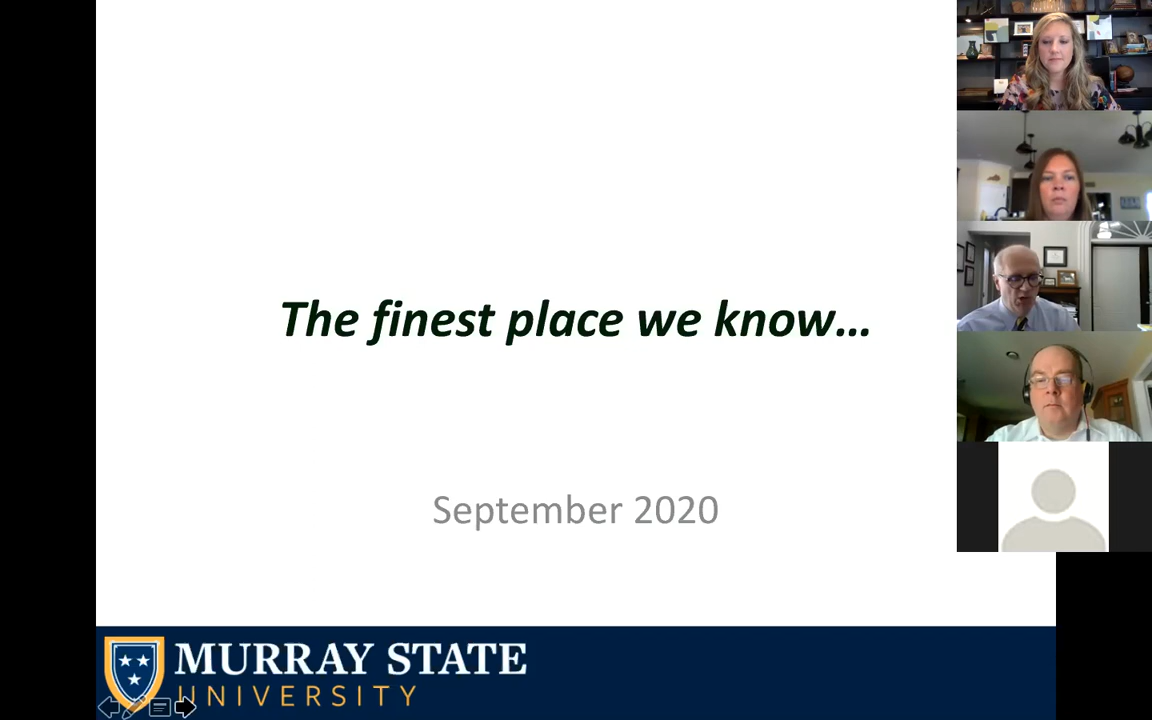 The finest place we know...
September 2020
MURRAY STATE
UNIVERSITY